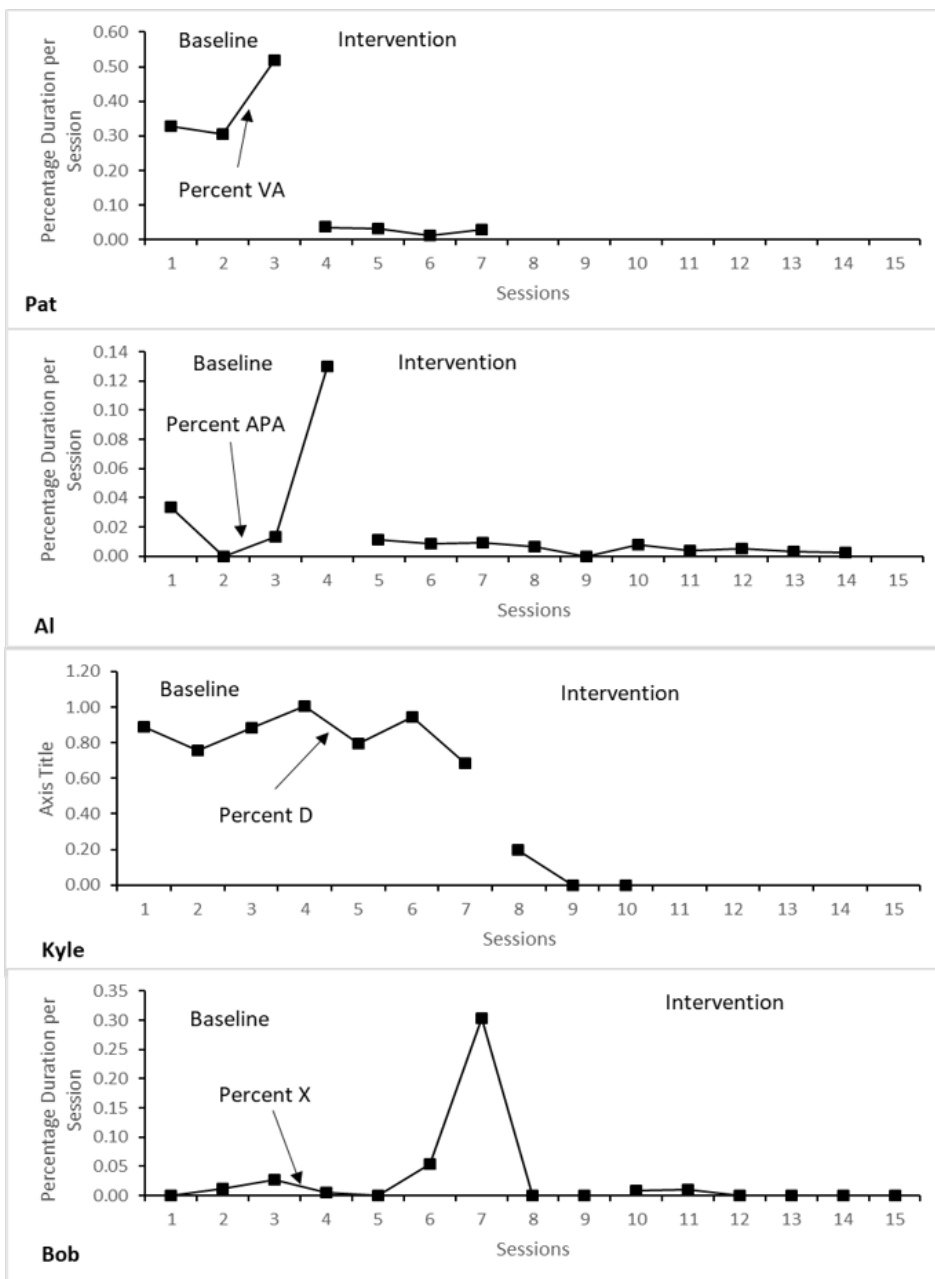 0.60
Baseline
Intervention
0.50
0.40
0.30
0.20
0.10
0.00
Percentage Duration per
Session
Percent VA
1 2 3 4 5 6 7 8 9 10 11 12 13 14 15
Sessions
Pat
0.14
Baseline
Intervention
0.12
0.10
0.08
0.06
0.04
0.02
0.00
Percentage Duration per
Session
Percent APA
1 2 3 4 5 6 7 8 9 10 11 12 13 14 15
Sessions
Al
1.20
Baseline
Intervention
1.00
0.80
0.60
0.40
0.20
0.00
Axis Title
Percent D
1 2 3 4 5 6 7 8 9 10 11 12 13 14 15
Sessions
Kyle
0.35
Baseline
Intervention
0.30
0.25
0.20
0.15
0.10
0.05
0.00
Percentage Duration per
Session
Percent X
1 2 3 4 5 6 7 8 9 10 11 12 13 14 15
Sessions
Bob